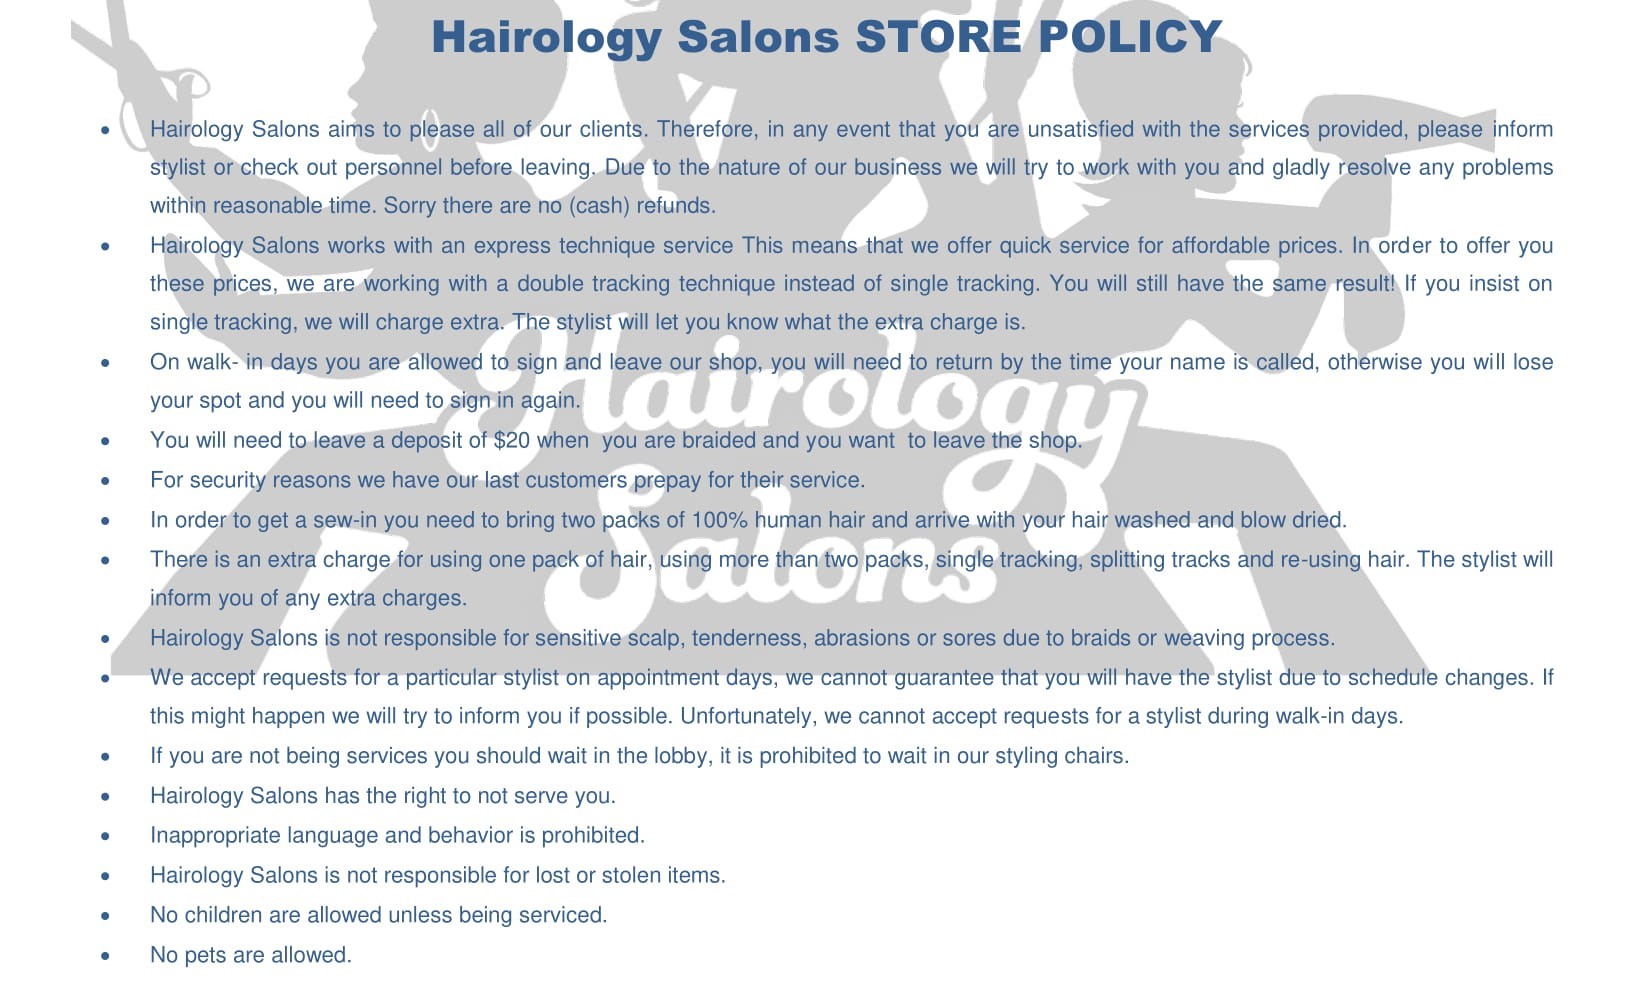 Hairology Salons STORE POLICY
• Hairology Salons aims to please all of our clients. Therefore, in any event that you are unsatisfied with the services provided, please inform
stylist or check out personnel before leaving. Due to the nature of our business we will try to work with you and gladly resolve any problems
within reasonable time. Sorry there are no (cash) refunds.
• Hairology Salons works with an express technique service This means that we offer quick service for affordable prices. In order to offer you
these prices, we are working with a double tracking technique instead of single tracking. You will still have the same result! If you insist on
single tracking, we will charge extra. The stylist will let you know what the extra charge is.
• On walk- in days you are allowed to sign and leave our shop, you will need to return by the time your name is called, otherwise you will lose
your spot and you will need to sign in again.
• You will need to leave a deposit of $20 when  you are braided and you want  to leave the shop.
• For security reasons we have our last customers prepay for their service.
• In order to get a sew-in you need to bring two packs of 100% human hair and arrive with your hair washed and blow dried.
• There is an extra charge for using one pack of hair, using more than two packs, single tracking, splitting tracks and re-using hair. The stylist will
inform you of any extra charges.
• Hairology Salons is not responsible for sensitive scalp, tenderness, abrasions or sores due to braids or weaving process.
• We accept requests for a particular stylist on appointment days, we cannot guarantee that you will have the stylist due to schedule changes. If
this might happen we will try to inform you if possible. Unfortunately, we cannot accept requests for a stylist during walk-in days.
• If you are not being services you should wait in the lobby, it is prohibited to wait in our styling chairs.
• Hairology Salons has the right to not serve you.
• Inappropriate language and behavior is prohibited.
• Hairology Salons is not responsible for lost or stolen items.
• No children are allowed unless being serviced.
• No pets are allowed.
Hairology
Salons